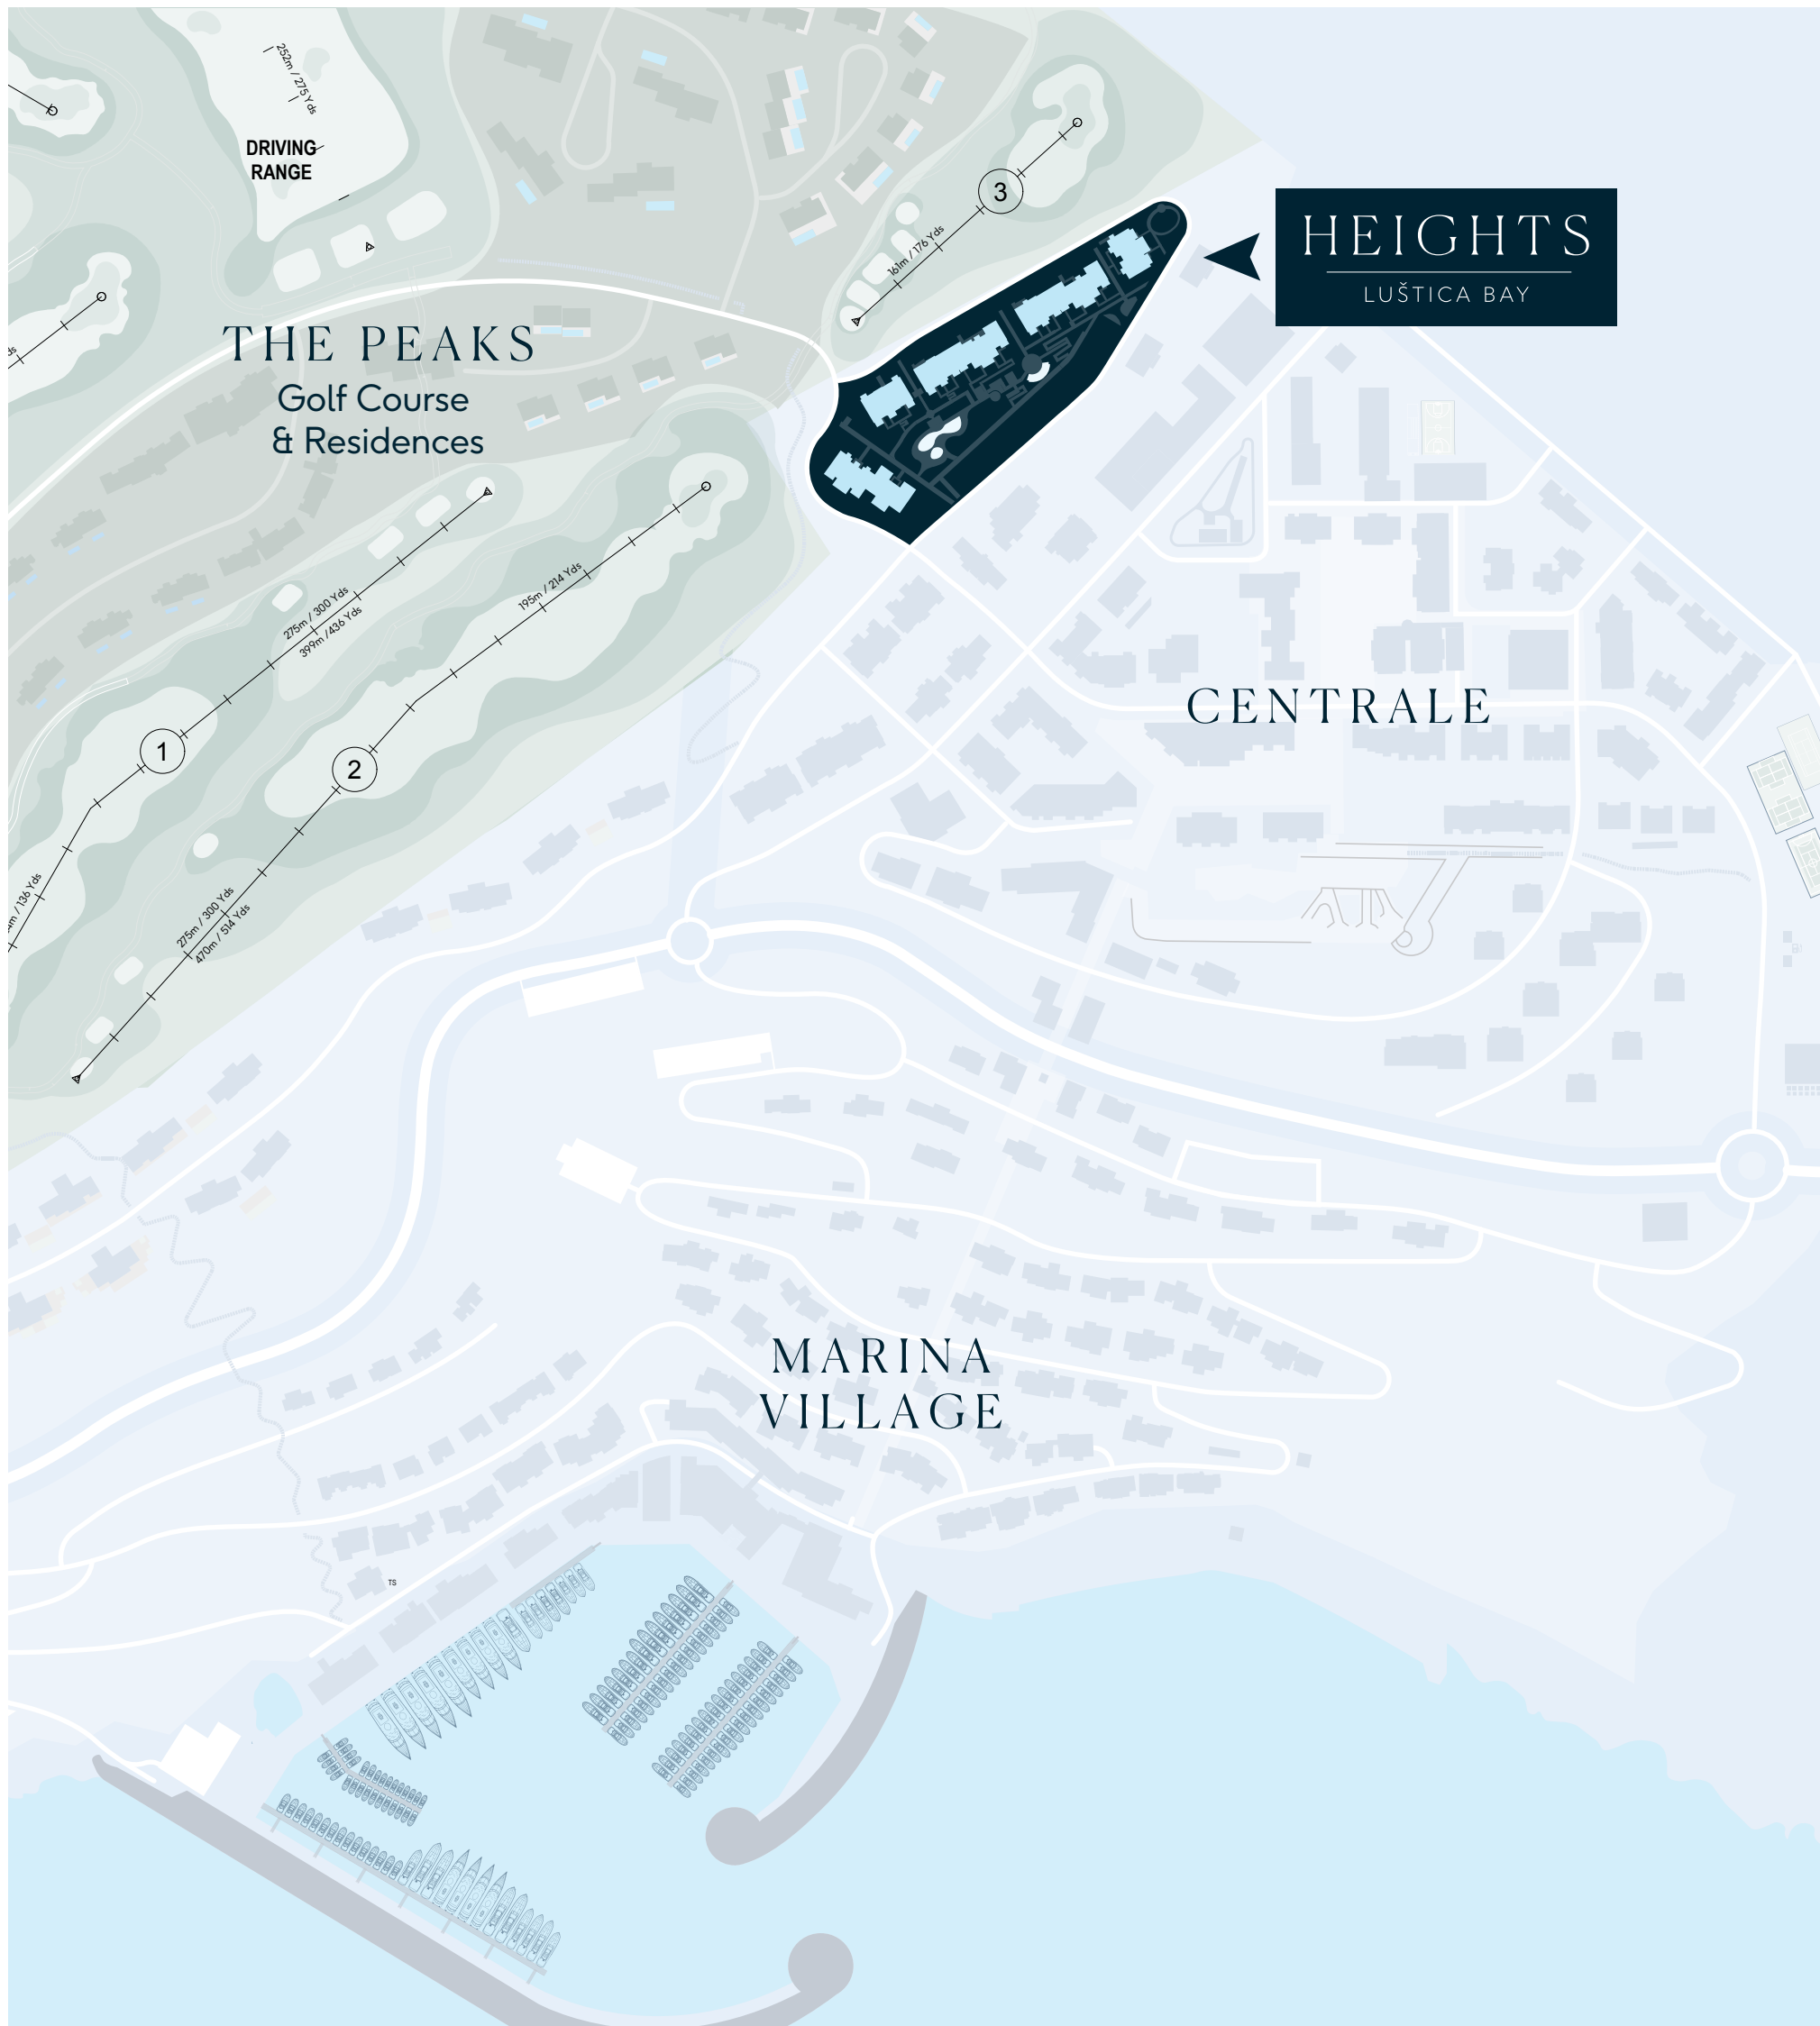 252m / 275 Yds
DRIVING
RANGE
3
161m / 176 Yds
HEIGHTS
LUŠTICA BAY
THE PEAKS
Golf Course
& Residences
275m / 300 Yds
399m /436 Yds
195m / 214 Yds
CENTRALE
1
2
/ 136 Yds
275m / 300 Yds
470m / 514 Yds
MARINA
VILLAGE
TS